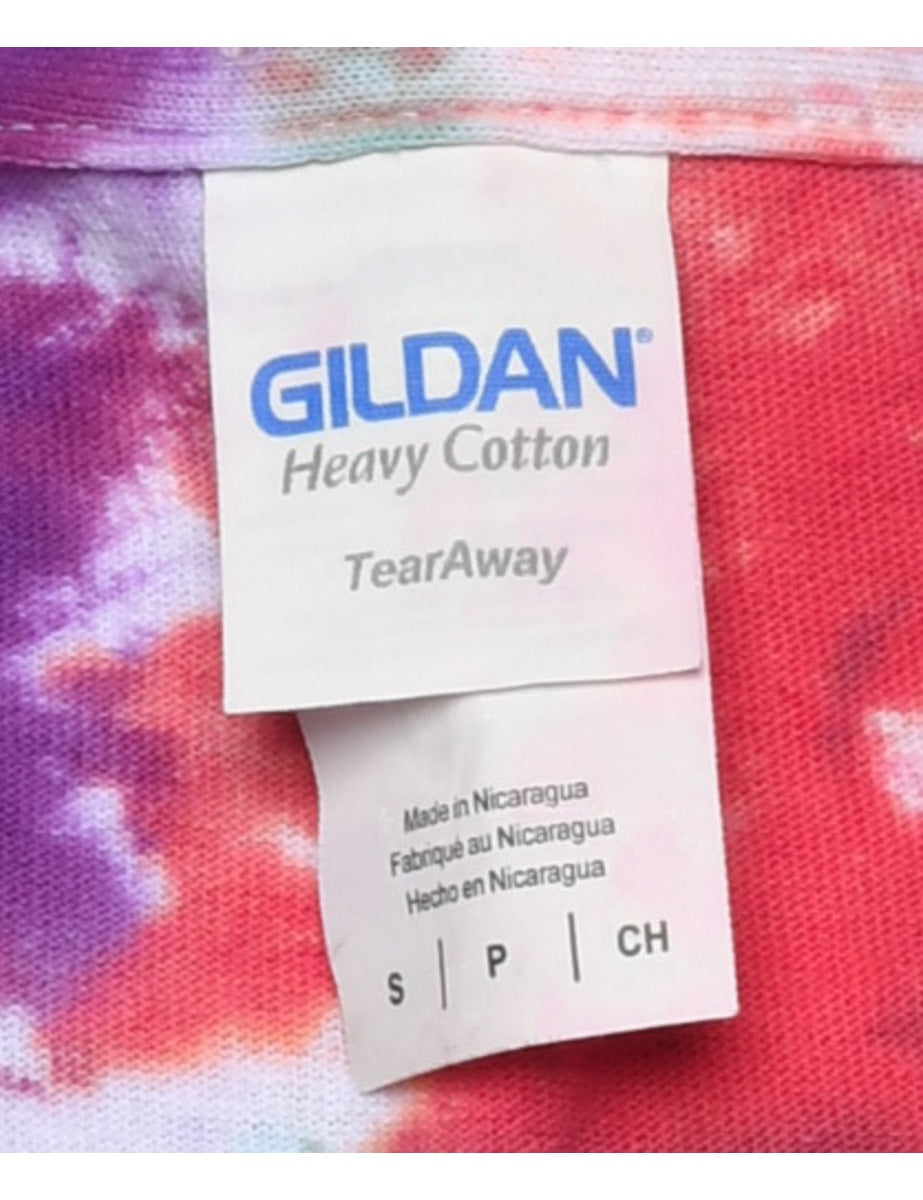 GILDAN®
Heavy Cotton
TearAway
Made in Nicaragua
Fabriqué au Nicaragua
Hecho en Nicaragua
S | P | CH